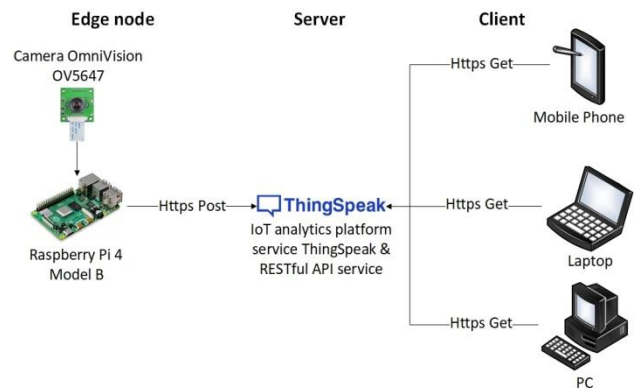 Edge node
Server
Client
Camera OmniVision
OV5647
Https Get
Mobile Phone
Https Post
ThingSpeak
Https Get
IoT analytics platform
service ThingSpeak &
RESTful API service
Raspberry Pi 4
Model B
Laptop
Https Get
PC